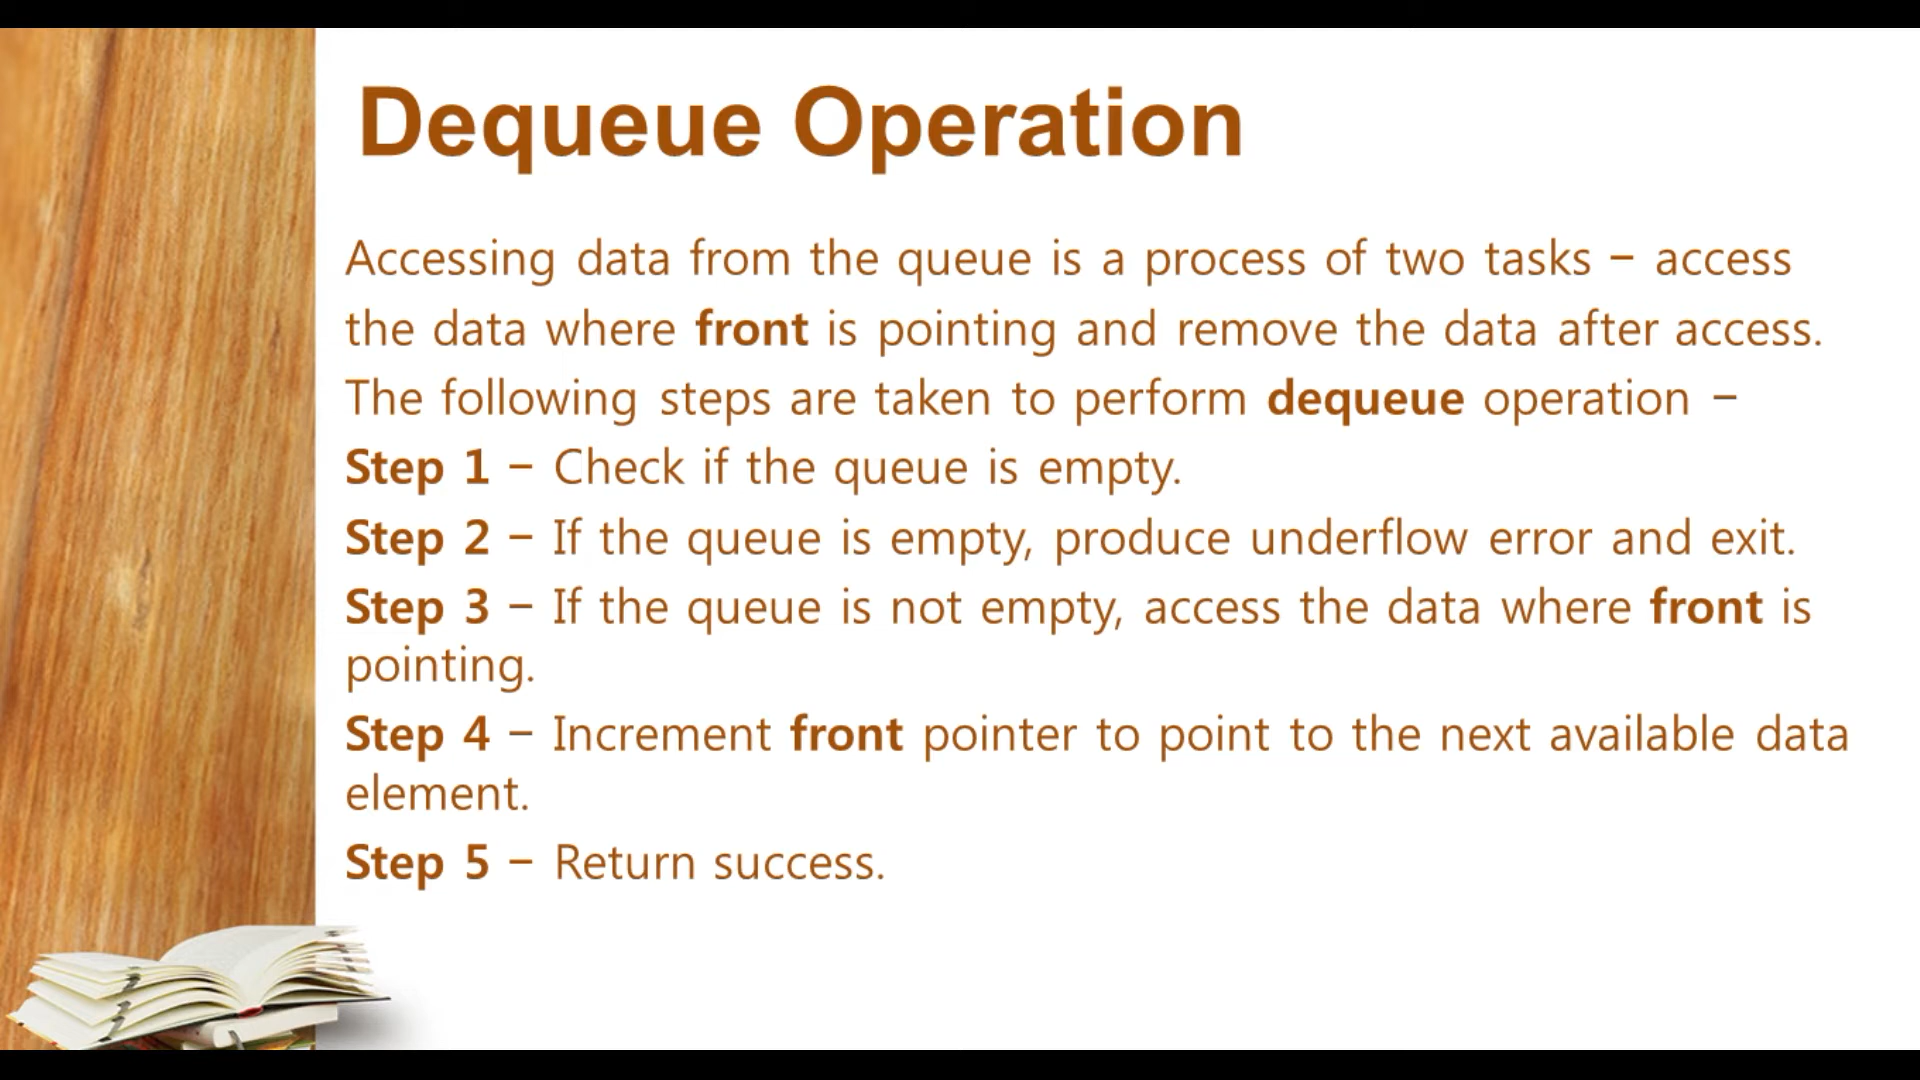 Dequeue Operation
Accessing data from the queue is a process of two tasks − access
the data where front is pointing and remove the data after access.
The following steps are taken to perform dequeue operation −
Step 1 − Check if the queue is empty.
Step 2 − If the queue is empty, produce underflow error and exit.
Step 3 − If the queue is not empty, access the data where front is
pointing.
Step 4 − Increment front pointer to point to the next available data
element.
Step 5 − Return success.